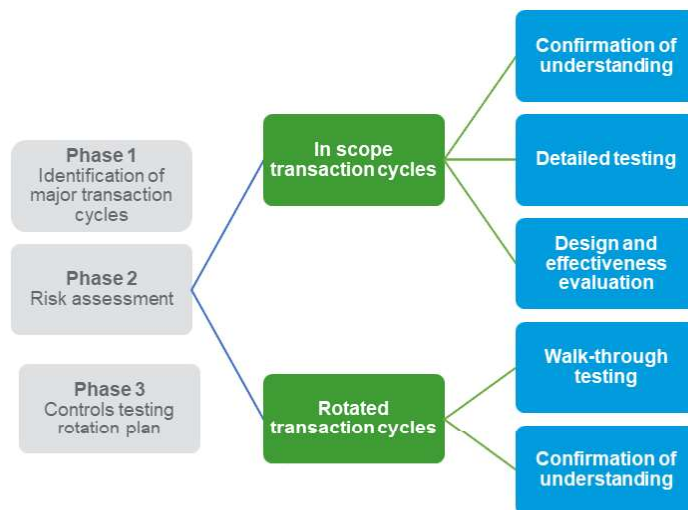 Phase 1
Identification of
major transaction
cycles
Phase 2
Risk assessment
Phase 3
Controls testing
rotation plan
In scope
transaction cycles
Rotated
transaction cycles
Confirmation of
understanding
Detailed testing
Design and
effectiveness
evaluation
Walk-through
testing
Confirmation of
understanding